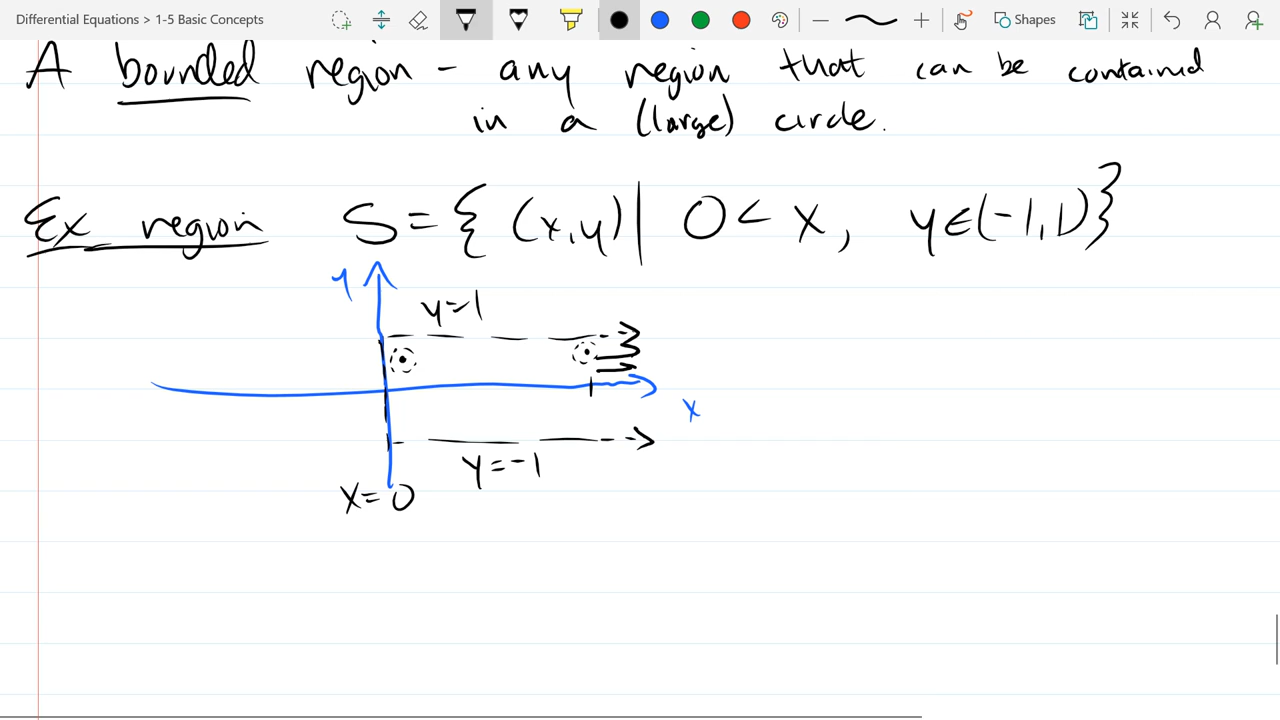 Differential Equations > 1-5 Basic Concepts
Shapes
A bounded region - any region that can be contained
in a (large) circle.
Ex region S = { (x,y) | 0 < x, y∈(-1,1)}
y
y=1
x
y=-1
x=0